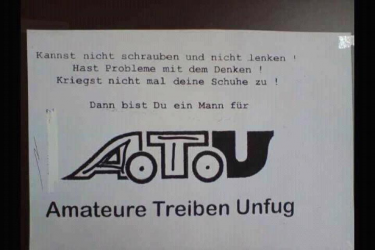 Kannst nicht schrauben und nicht lenken !
Hast Probleme mit dem Denken !
Kriegst nicht mal deine Schuhe zu !
Dann bist Du ein Mann für
AoToU
Amateure Treiben Unfug